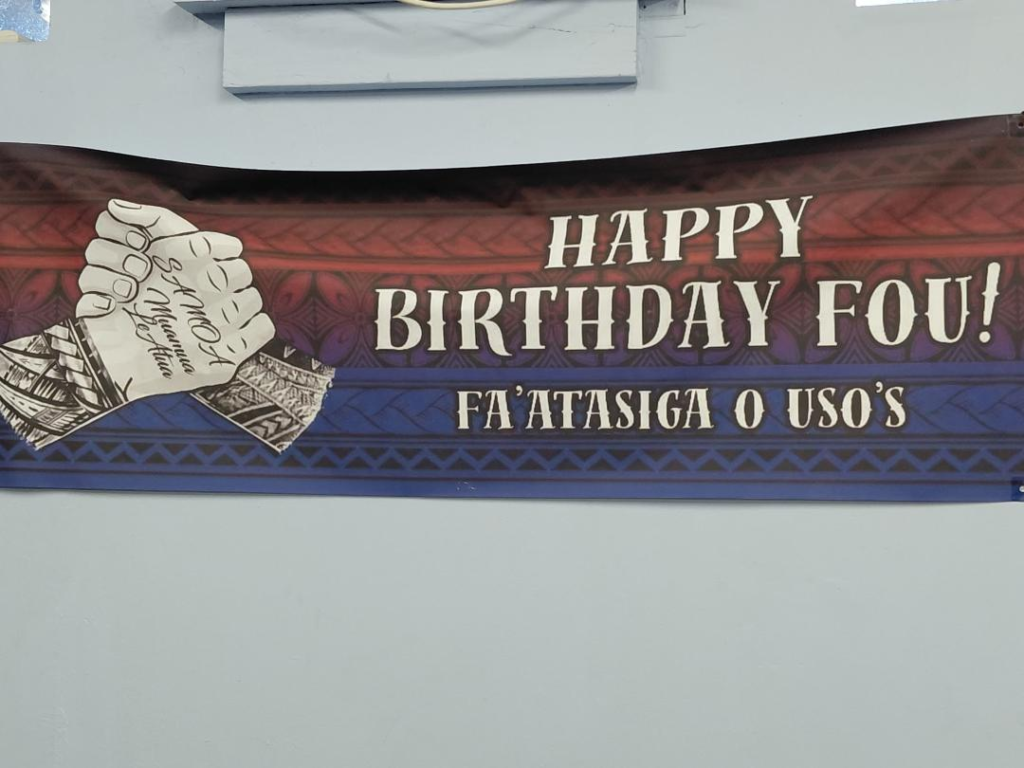 SAMOA
Muamua
Le Atua
HAPPY
BIRTHDAY FOU!
FA'ATASIGA O USO'S